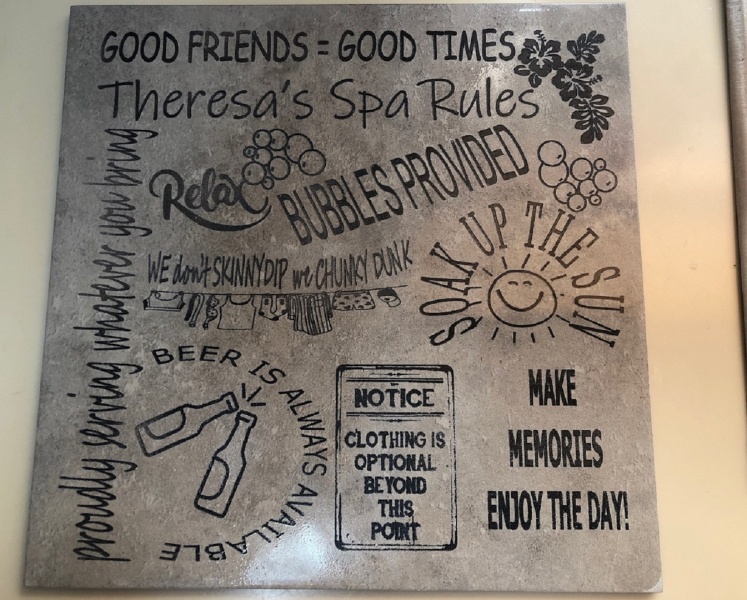 GOOD FRIENDS = GOOD TIMES
Theresa's Spa Rules
proudly serving whatever you bring
Relax
BUBBLES PROVIDED
WE don't SKINNYDIP we CHUNKY DUNK
SOAK UP THE SUN
BEER IS ALWAYS AVAILABLE
NOTICE
CLOTHING IS
OPTIONAL
BEYOND
THIS
POINT
MAKE
MEMORIES
ENJOY THE DAY!